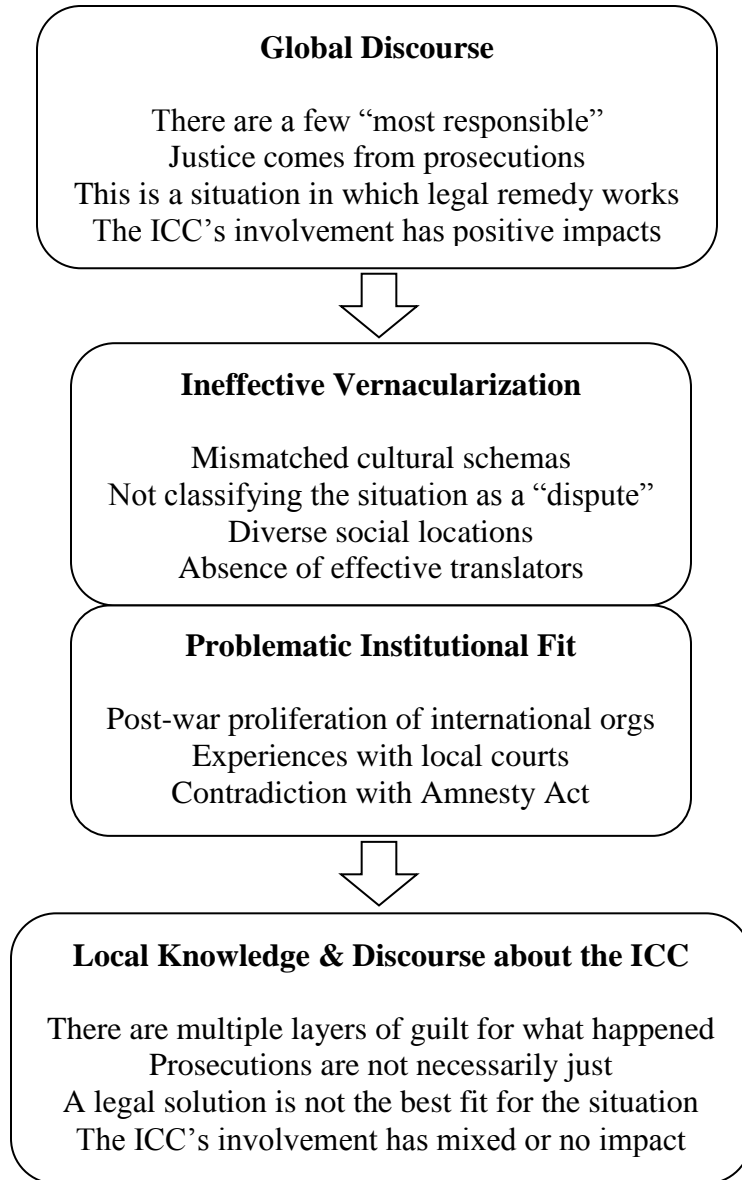 Global Discourse
There are a few “most responsible”
Justice comes from prosecutions
This is a situation in which legal remedy works
The ICC’s involvement has positive impacts
Ineffective Vernacularization
Mismatched cultural schemas
Not classifying the situation as a “dispute”
Diverse social locations
Absence of effective translators
Problematic Institutional Fit
Post-war proliferation of international orgs
Experiences with local courts
Contradiction with Amnesty Act
Local Knowledge & Discourse about the ICC
There are multiple layers of guilt for what happened
Prosecutions are not necessarily just
A legal solution is not the best fit for the situation
The ICC’s involvement has mixed or no impact